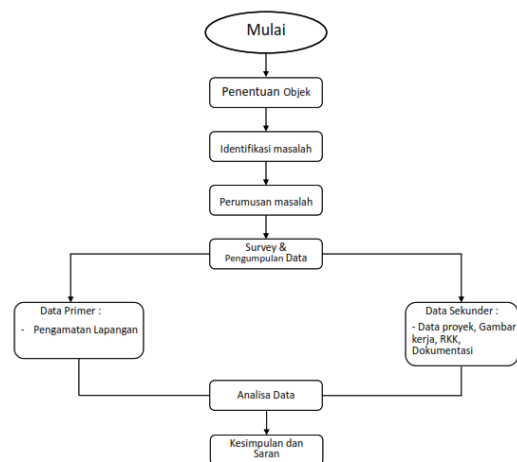 Mulai
Penentuan Objek
Identifikasi masalah
Perumusan masalah
Survey &
Pengumpulan Data
Data Primer :
- Pengamatan Lapangan
Data Sekunder :
- Data proyek, Gambar
kerja, RKK,
Dokumentasi
Analisa Data
Kesimpulan dan
Saran